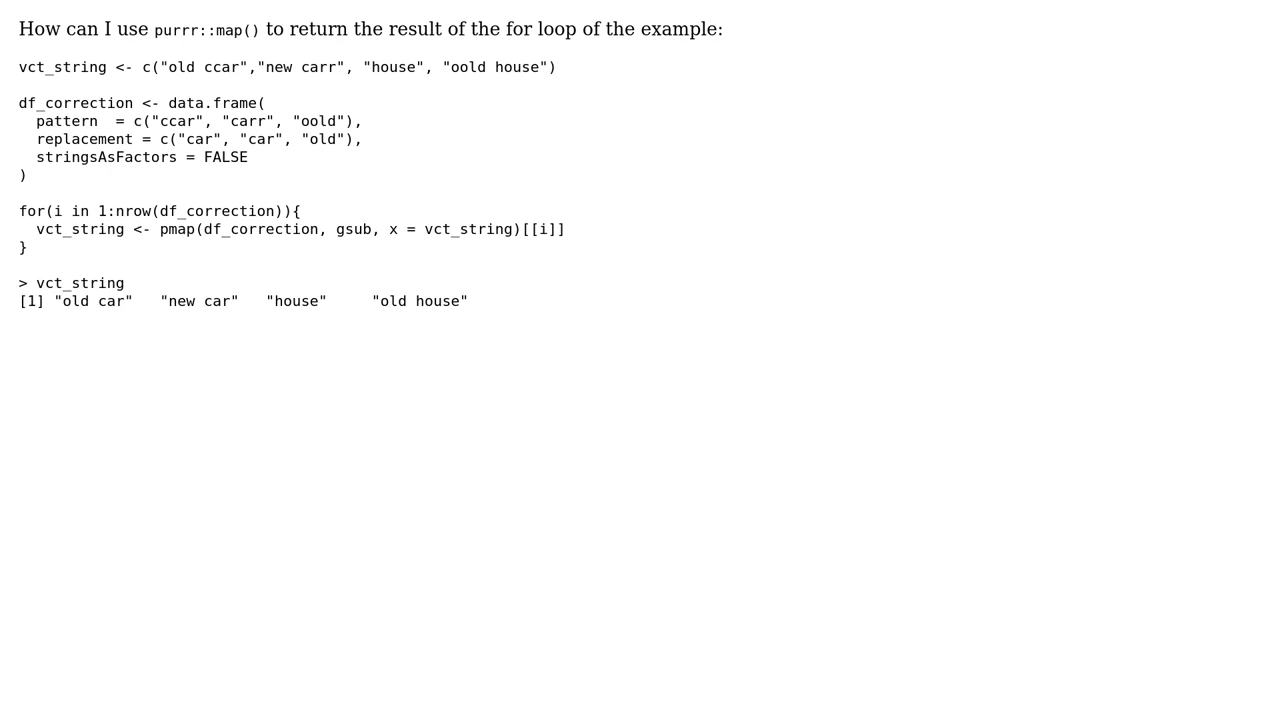 How can I use purrr::map() to return the result of the for loop of the example:
vct_string <- c("old ccar","new carr", "house", "oold house")
df_correction <- data.frame(
  pattern  = c("ccar", "carr", "oold"),
  replacement = c("car", "car", "old"),
  stringsAsFactors = FALSE
)
for(i in 1:nrow(df_correction)){
  vct_string <- pmap(df_correction, gsub, x = vct_string)[[i]]
}
> vct_string
[1] "old car"   "new car"   "house"     "old house"